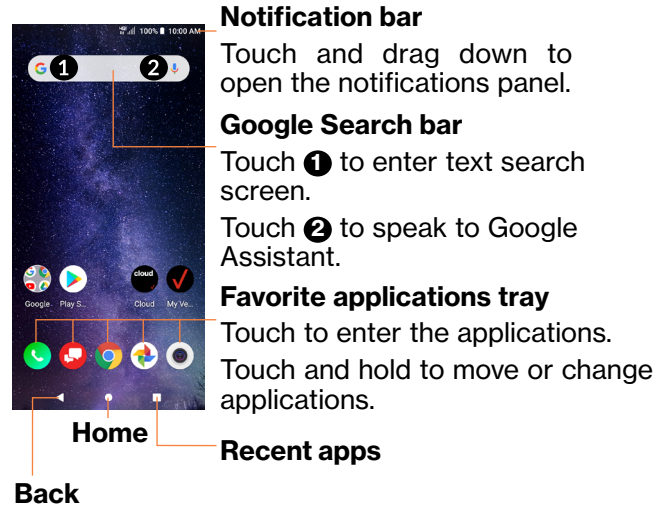 100% 10:00 AM
G 1 2
Google Play S... Cloud My Ve...
cloud
Notification bar
Touch and drag down to
open the notifications panel.
Google Search bar
Touch 1 to enter text search
screen.
Touch 2 to speak to Google
Assistant.
Favorite applications tray
Touch to enter the applications.
Touch and hold to move or change
applications.
Home
Recent apps
Back